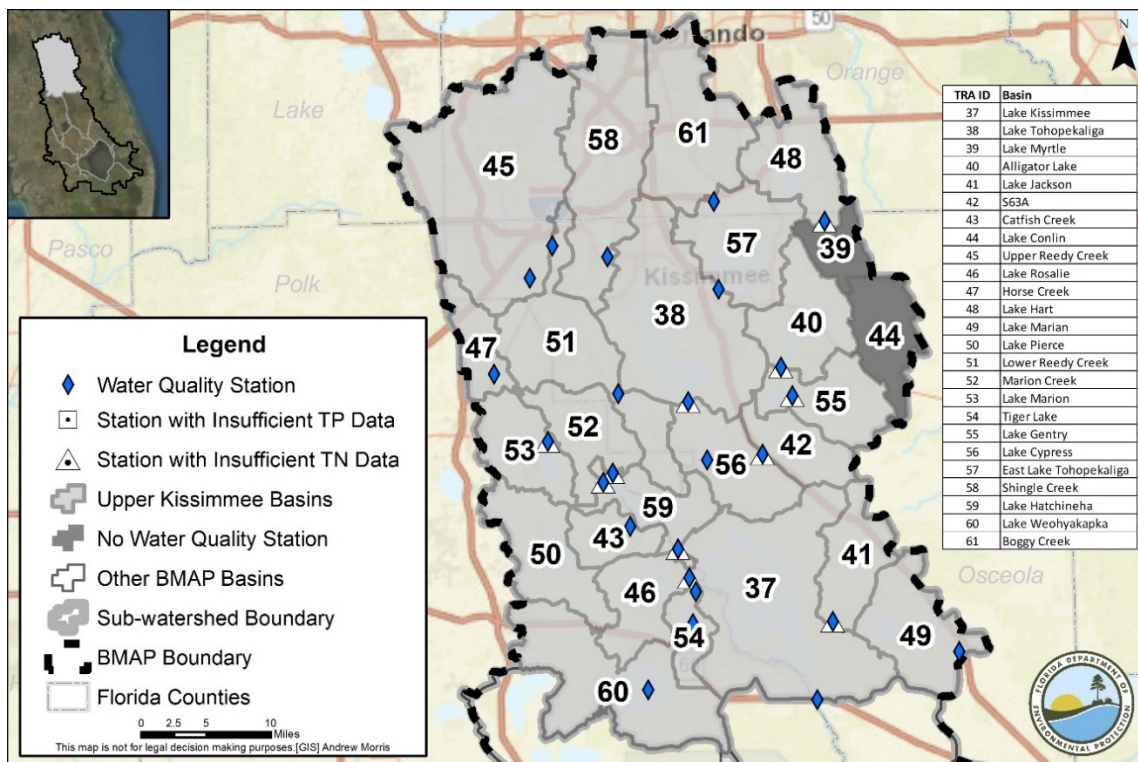 ando
50
N
Orange
Lake
Pasco
Polk
Kissimmee
Osceola
45
58
61
48
57
39
38
40
44
47
51
55
52
53
56
42
59
43
50
41
46
37
54
49
60
TRA ID Basin
37 Lake Kissimmee
38 Lake Tohopekaliga
39 Lake Myrtle
40 Alligator Lake
41 Lake Jackson
42 S63A
43 Catfish Creek
44 Lake Conlin
45 Upper Reedy Creek
46 Lake Rosalie
47 Horse Creek
48 Lake Hart
49 Lake Marian
50 Lake Pierce
51 Lower Reedy Creek
52 Marion Creek
53 Lake Marion
54 Tiger Lake
55 Lake Gentry
56 Lake Cypress
57 East Lake Tohopekaliga
58 Shingle Creek
59 Lake Hatchineha
60 Lake Weohyakapka
61 Boggy Creek
Legend
Water Quality Station
Station with Insufficient TP Data
Station with Insufficient TN Data
Upper Kissimmee Basins
No Water Quality Station
Other BMAP Basins
Sub-watershed Boundary
BMAP Boundary
Florida Counties
0 2.5 5 10
Miles
This map is not for legal decision making purposes.[GIS] Andrew Morris
FLORIDA DEPARTMENT OF
ENVIRONMENTAL PROTECTION